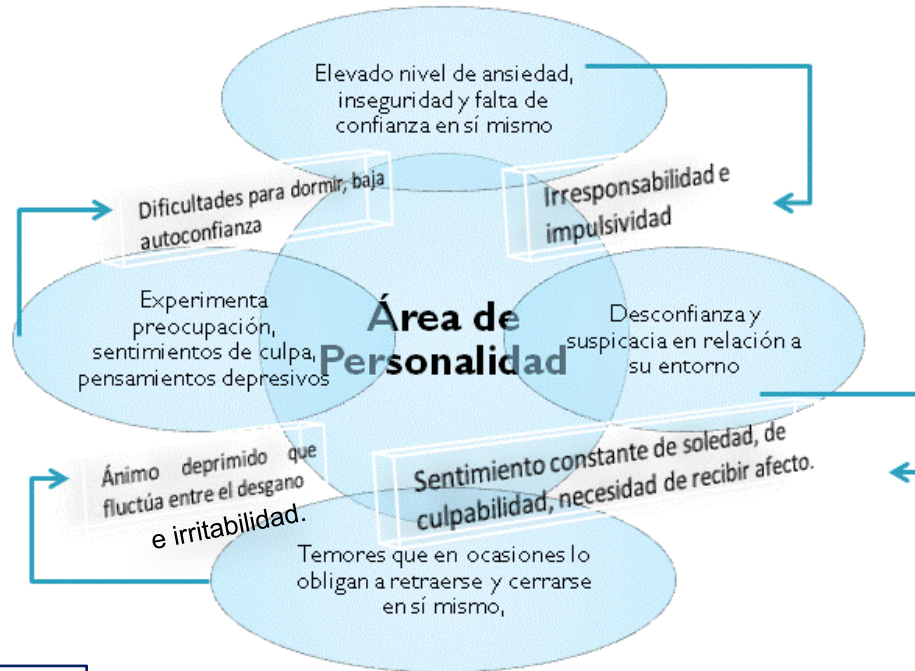 Elevado nivel de ansiedad,
inseguridad y falta de
confianza en sí mismo
Dificultades para dormir, baja
autoconfianza
Irresponsabilidad e
impulsividad
Experimenta
preocupación,
sentimientos de culpa,
pensamientos depresivos
Área de
Personalidad
Desconfianza y
suspicacia en relación a
su entorno
Ánimo deprimido que
fluctúa entre el desgano
e irritabilidad.
Sentimiento constante de soledad, de
culpabilidad, necesidad de recibir afecto.
Temores que en ocasiones lo
obligan a retraerse y cerrarse
en sí mismo,